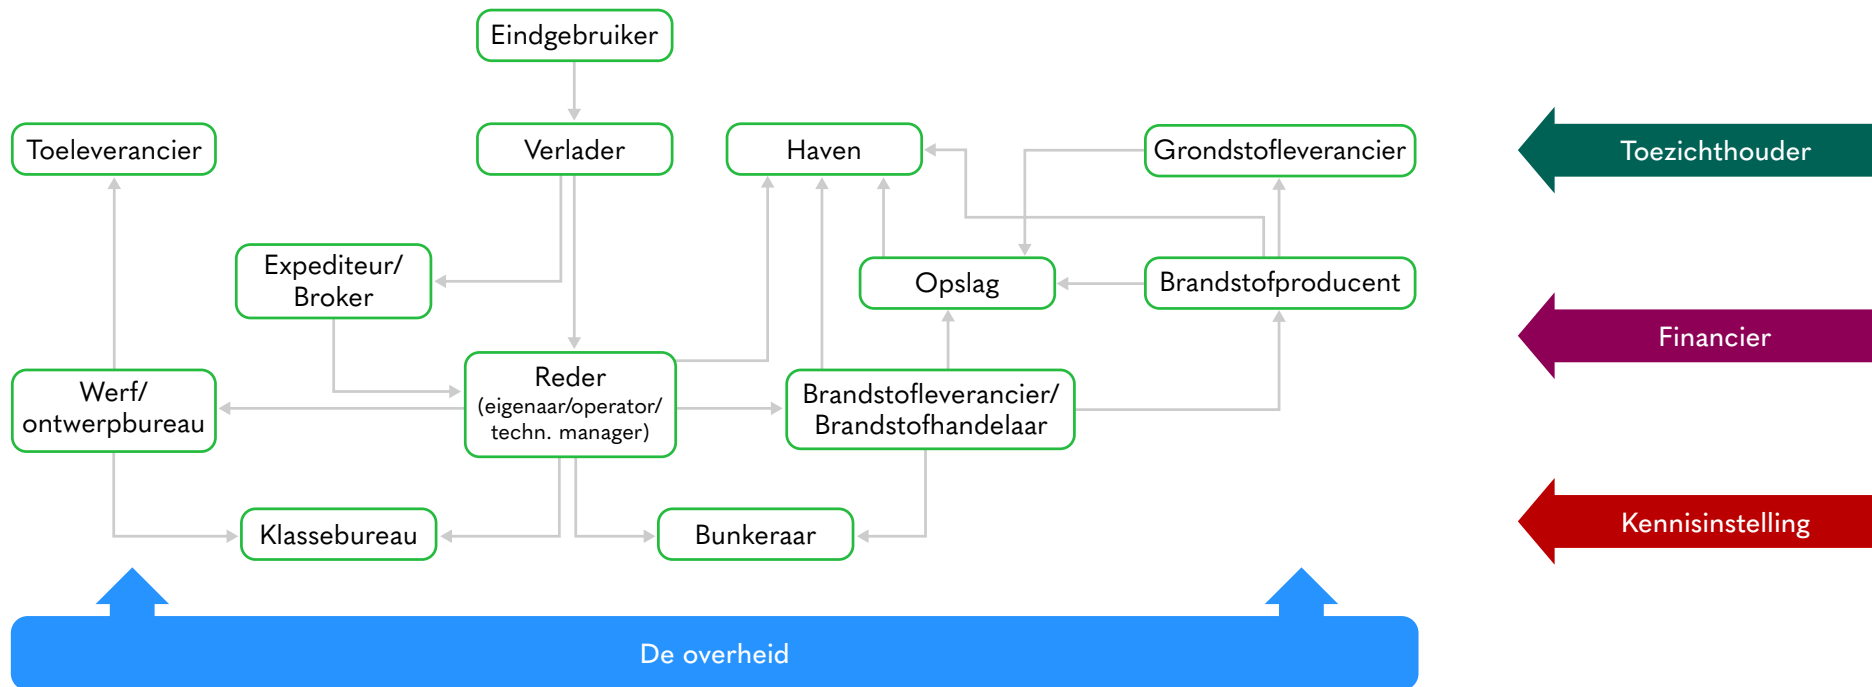 Eindgebruiker
Toeleverancier
Verlader
Haven
Grondstofleverancier
Toezichthouder
Expediteur/
Broker
Opslag
Brandstofproducent
Financier
Werf/
ontwerpbureau
Reder
(eigenaar/operator/
techn. manager)
Brandstofleverancier/
Brandstofhandelaar
Klassebureau
Bunkeraar
Kennisinstelling
De overheid